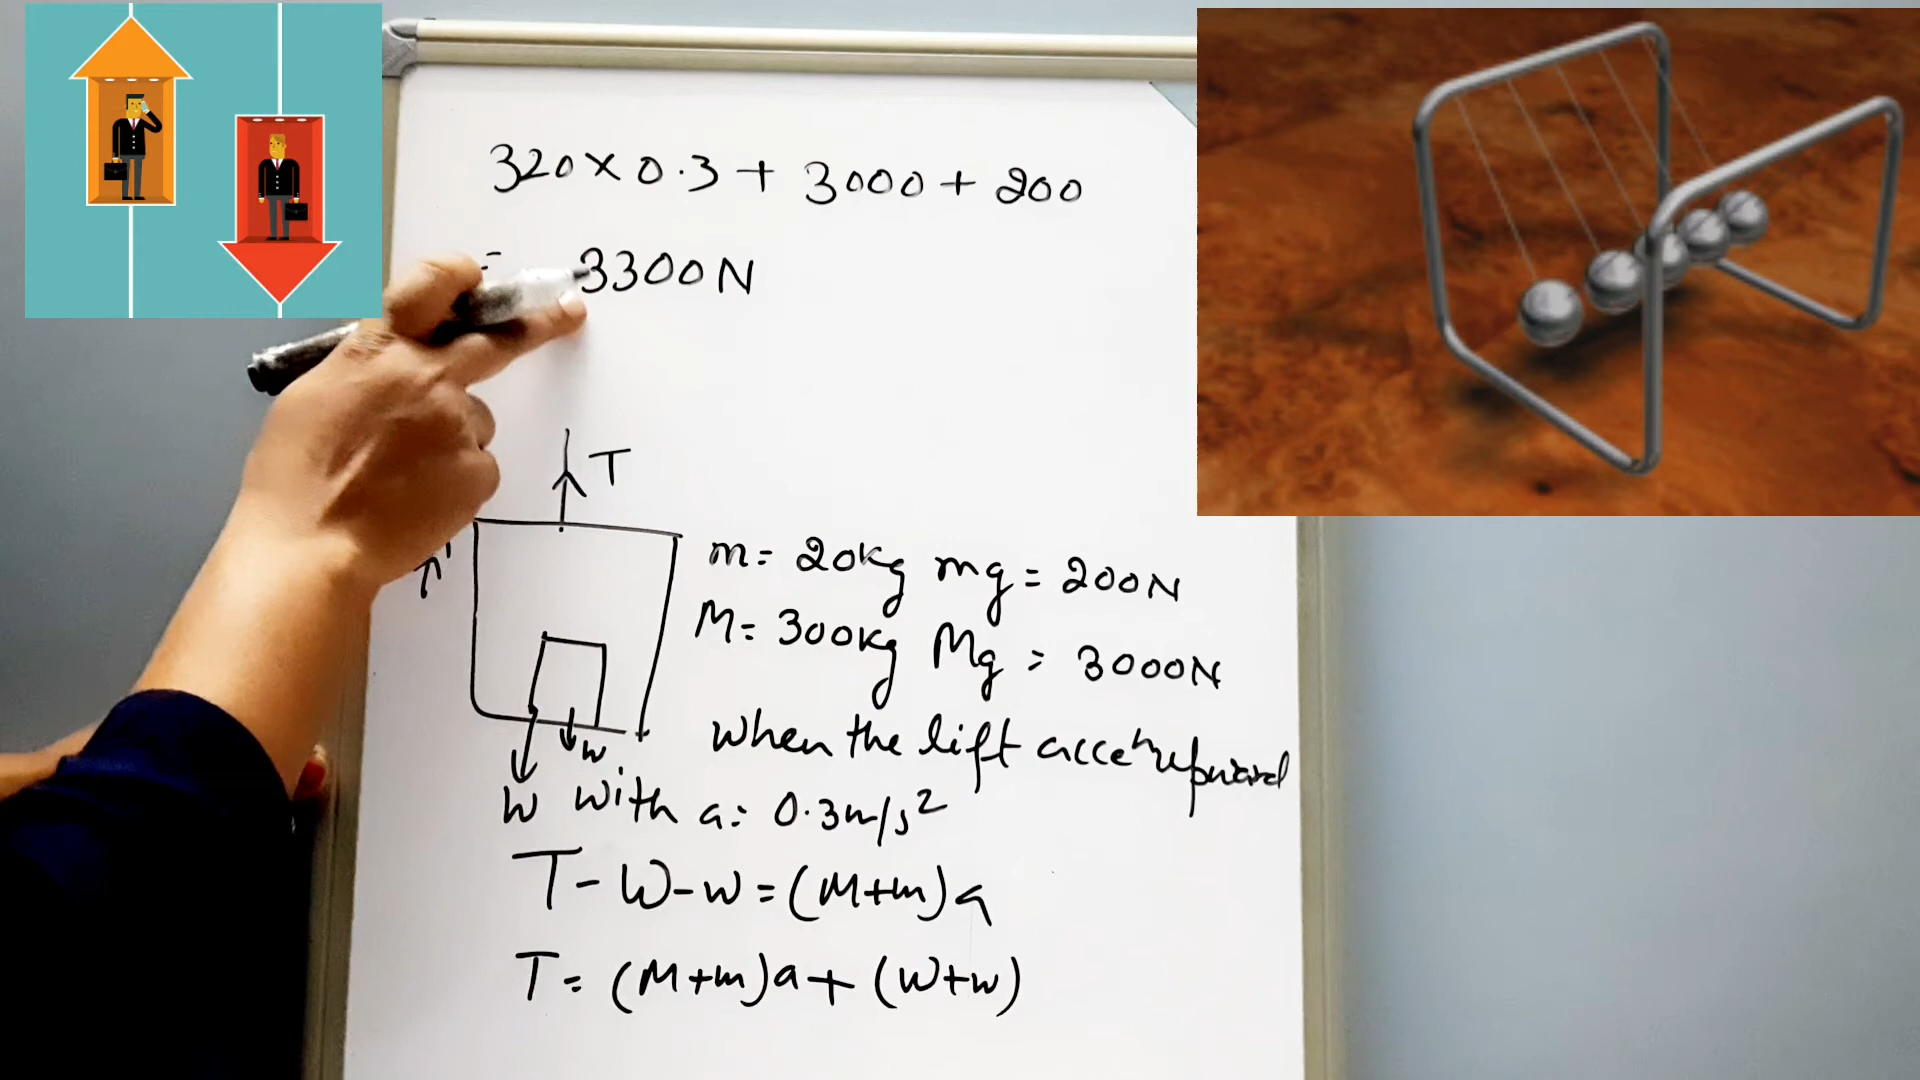 320 × 0.3 + 3000 + 200
= 3300 N
T
m = 20kg mg = 200N
M = 300kg Mg = 3000N
w
when the lift upward
W with a = 0.3m/s²
T - W - w = (M+m)a
T = (M+m)a + (W+w)